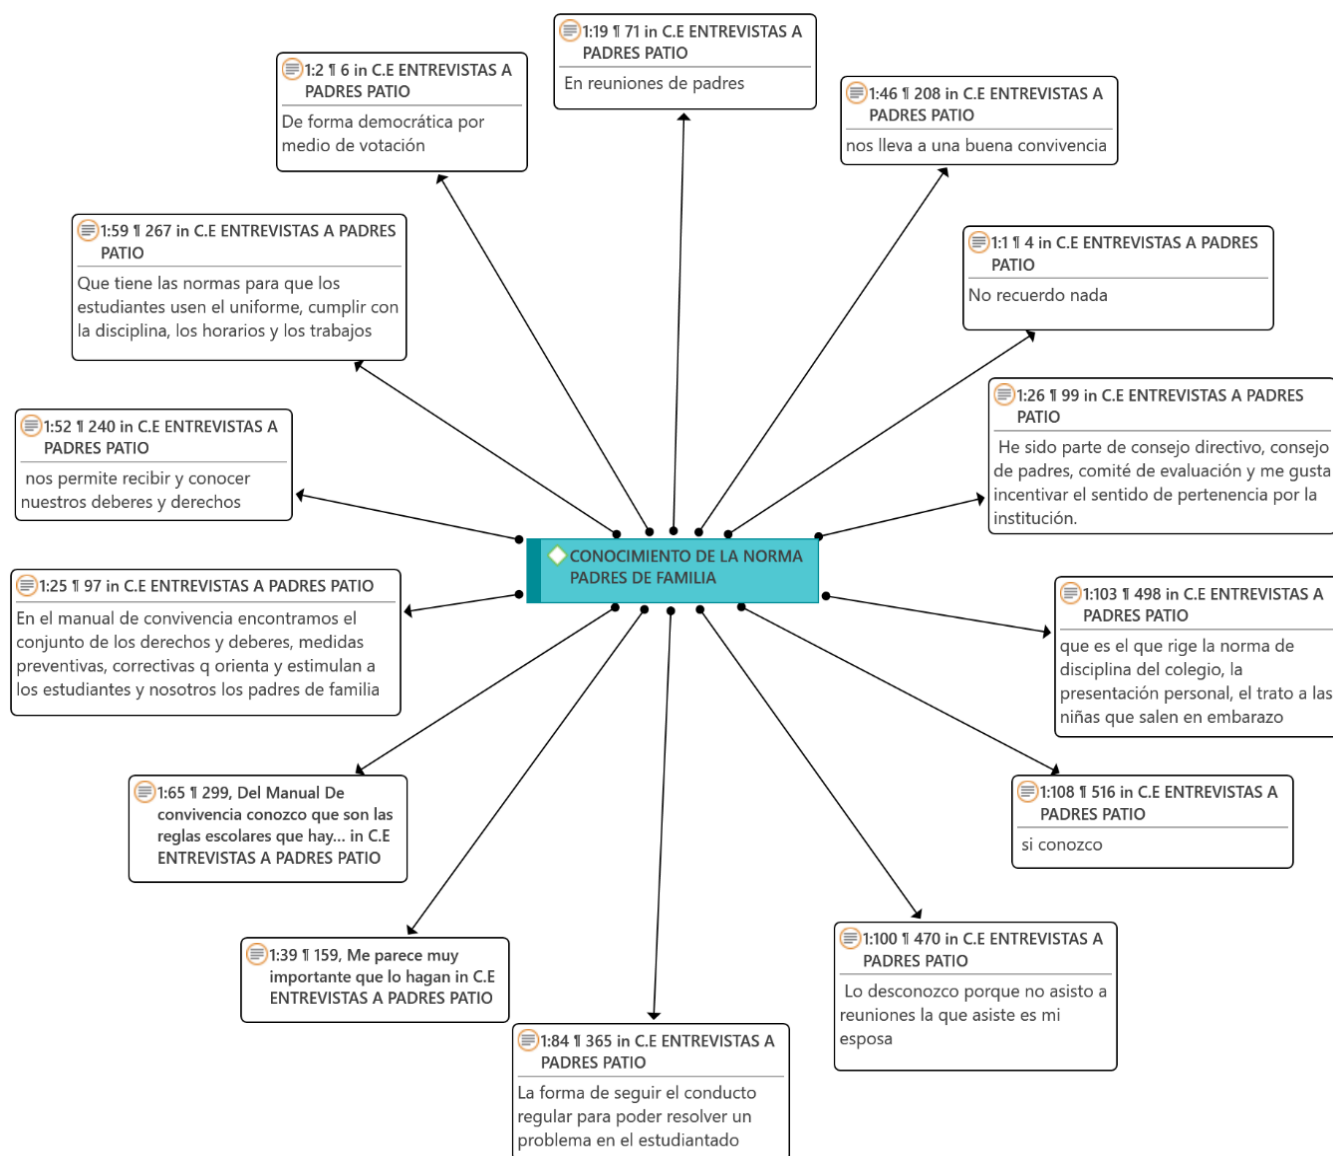 1:19 ¶ 71 in C.E ENTREVISTAS A
PADRES PATIO
En reuniones de padres
1:2 ¶ 6 in C.E ENTREVISTAS A
PADRES PATIO
De forma democrática por
medio de votación
1:46 ¶ 208 in C.E ENTREVISTAS A
PADRES PATIO
nos lleva a una buena convivencia
1:59 ¶ 267 in C.E ENTREVISTAS A PADRES
PATIO
Que tiene las normas para que los
estudiantes usen el uniforme, cumplir con
la disciplina, los horarios y los trabajos
1:1 ¶ 4 in C.E ENTREVISTAS A PADRES
PATIO
No recuerdo nada
1:52 ¶ 240 in C.E ENTREVISTAS A
PADRES PATIO
nos permite recibir y conocer
nuestros deberes y derechos
1:26 ¶ 99 in C.E ENTREVISTAS A PADRES
PATIO
He sido parte de consejo directivo, consejo
de padres, comité de evaluación y me gusta
incentivar el sentido de pertenencia por la
institución.
CONOCIMIENTO DE LA NORMA
PADRES DE FAMILIA
1:25 ¶ 97 in C.E ENTREVISTAS A PADRES PATIO
En el manual de convivencia encontramos el
conjunto de los derechos y deberes, medidas
preventivas, correctivas q orienta y estimulan a
los estudiantes y nosotros los padres de familia
1:103 ¶ 498 in C.E ENTREVISTAS A
PADRES PATIO
que es el que rige la norma de
disciplina del colegio, la
presentación personal, el trato a las
niñas que salen en embarazo
1:65 ¶ 299, Del Manual De
convivencia conozco que son las
reglas escolares que hay... in C.E
ENTREVISTAS A PADRES PATIO
1:108 ¶ 516 in C.E ENTREVISTAS A
PADRES PATIO
si conozco
1:39 ¶ 159, Me parece muy
importante que lo hagan in C.E
ENTREVISTAS A PADRES PATIO
1:100 ¶ 470 in C.E ENTREVISTAS A
PADRES PATIO
Lo desconozco porque no asisto a
reuniones la que asiste es mi
esposa
1:84 ¶ 365 in C.E ENTREVISTAS A
PADRES PATIO
La forma de seguir el conducto
regular para poder resolver un
problema en el estudiantado